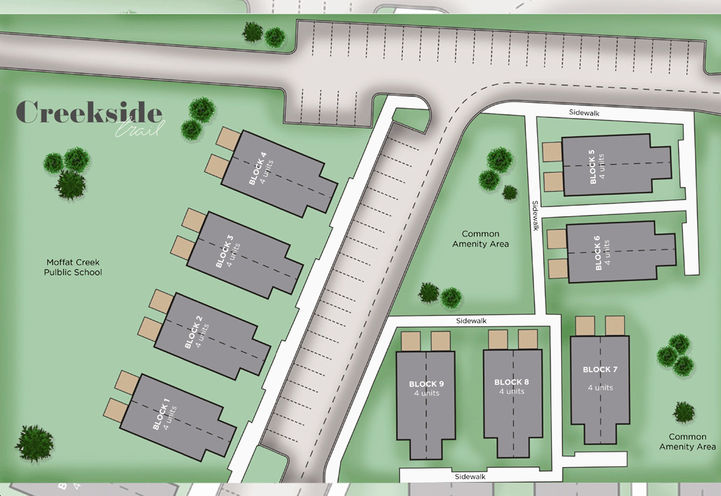 Creekside
trail
Moffat Creek
Pulblic School
BLOCK 4
4 units
BLOCK 3
4 units
BLOCK 2
4 units
BLOCK 1
4 units
Sidewalk
BLOCK 5
4 units
Sidewalk
Sidewalk
BLOCK 6
4 units
Common
Amenity Area
Sidewalk
BLOCK 9
4 units
BLOCK 8
4 units
BLOCK 7
4 units
Common
Amenity Area
Sidewalk